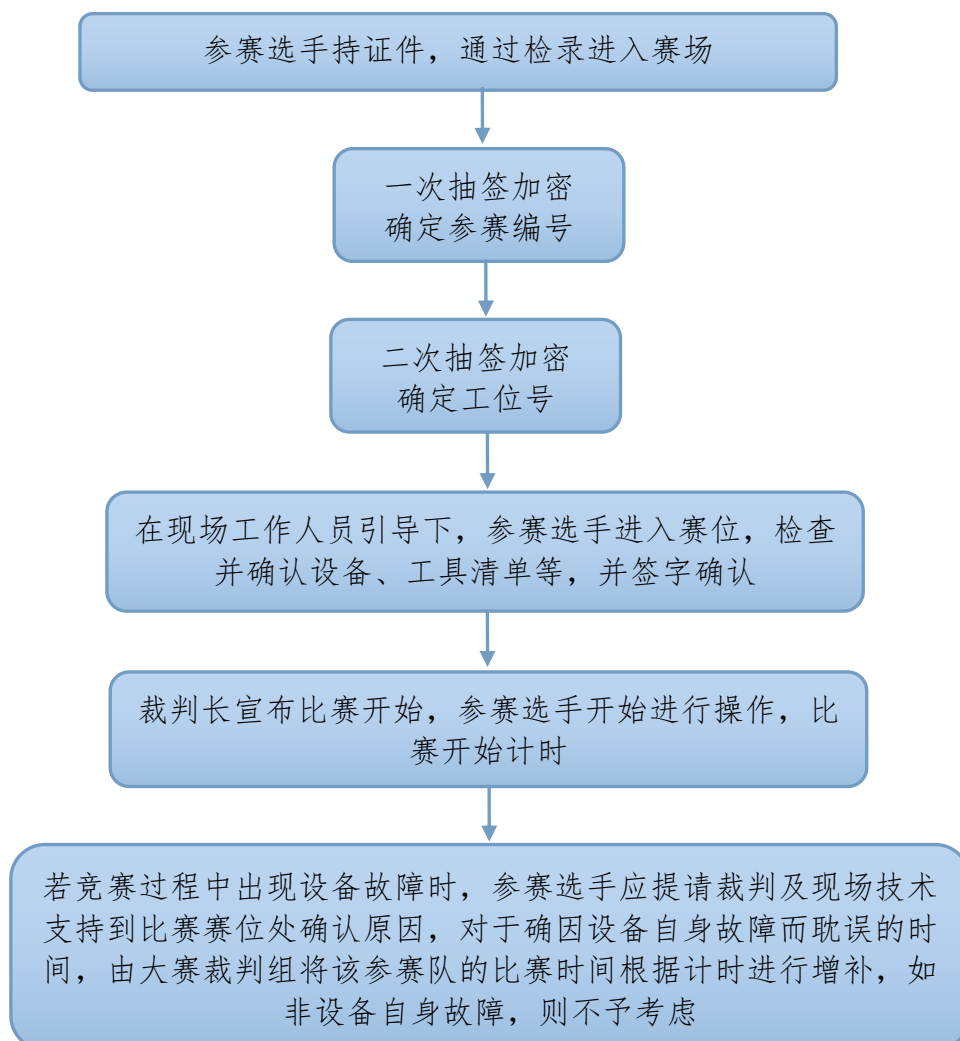 参赛选手持证件，通过检录进入赛场
一次抽签加密
确定参赛编号
二次抽签加密
确定工位号
在现场工作人员引导下，参赛选手进入赛位，检查
并确认设备、工具清单等，并签字确认
裁判长宣布比赛开始，参赛选手开始进行操作，比
赛开始计时
若竞赛过程中出现设备故障时，参赛选手应提请裁判及现场技术
支持到比赛赛位处确认原因，对于确因设备自身故障而耽误的时
间，由大赛裁判组将该参赛队的比赛时间根据计时进行增补，如
非设备自身故障，则不予考虑